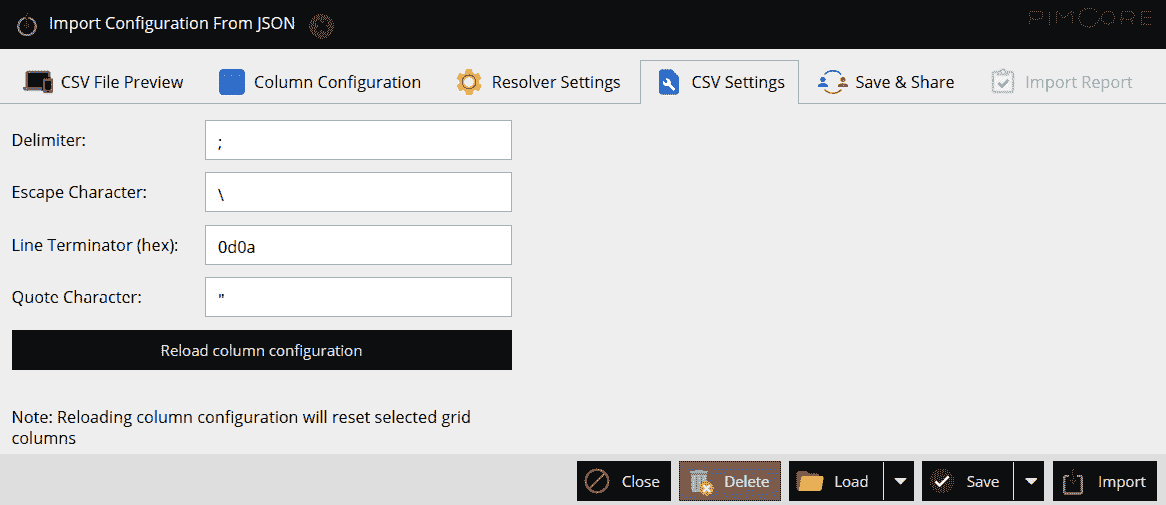 Import Configuration From JSON
PIMCORE
CSV File Preview
Column Configuration
Resolver Settings
CSV Settings
Save & Share
Import Report
Delimiter:
;
Escape Character:
\
Line Terminator (hex):
0d0a
Quote Character:
"
Reload column configuration
Note: Reloading column configuration will reset selected grid
columns
Close
Delete
Load
Save
Import